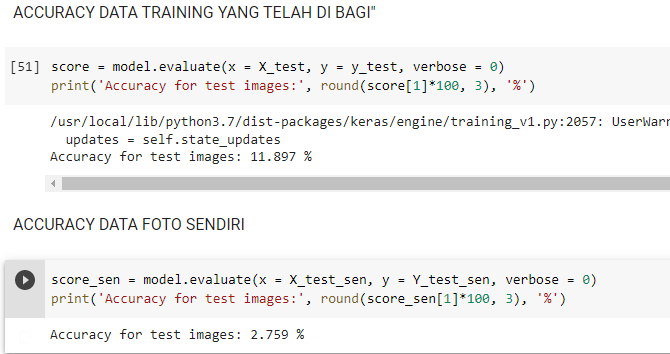 ACCURACY DATA TRAINING YANG TELAH DI BAGI"
[51] score = model.evaluate(x = X_test, y = y_test, verbose = 0)
print('Accuracy for test images:', round(score[1]*100, 3), '%')
/usr/local/lib/python3.7/dist-packages/keras/engine/training_v1.py:2057: UserWarn
updates = self.state_updates
Accuracy for test images: 11.897 %
ACCURACY DATA FOTO SENDIRI
score_sen = model.evaluate(x = X_test_sen, y = Y_test_sen, verbose = 0)
print('Accuracy for test images:', round(score_sen[1]*100, 3), '%')
Accuracy for test images: 2.759 %